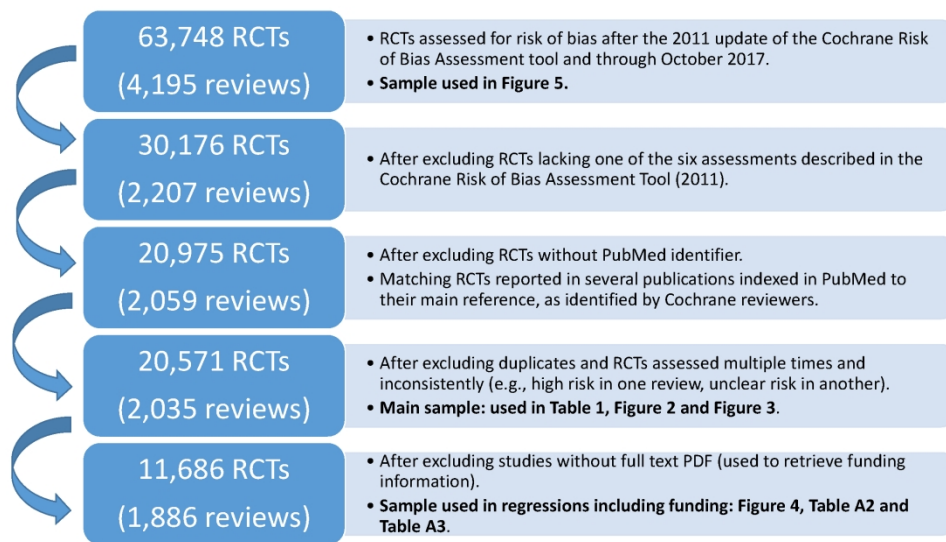 63,748 RCTs
(4,195 reviews)
• RCTs assessed for risk of bias after the 2011 update of the Cochrane Risk
of Bias Assessment tool and through October 2017.
• Sample used in Figure 5.
30,176 RCTs
(2,207 reviews)
• After excluding RCTs lacking one of the six assessments described in the
Cochrane Risk of Bias Assessment Tool (2011).
20,975 RCTs
(2,059 reviews)
• After excluding RCTs without PubMed identifier.
• Matching RCTs reported in several publications indexed in PubMed to
their main reference, as identified by Cochrane reviewers.
20,571 RCTs
(2,035 reviews)
• After excluding duplicates and RCTs assessed multiple times and
inconsistently (e.g., high risk in one review, unclear risk in another).
• Main sample: used in Table 1, Figure 2 and Figure 3.
11,686 RCTs
(1,886 reviews)
• After excluding studies without full text PDF (used to retrieve funding
information).
• Sample used in regressions including funding: Figure 4, Table A2 and
Table A3.